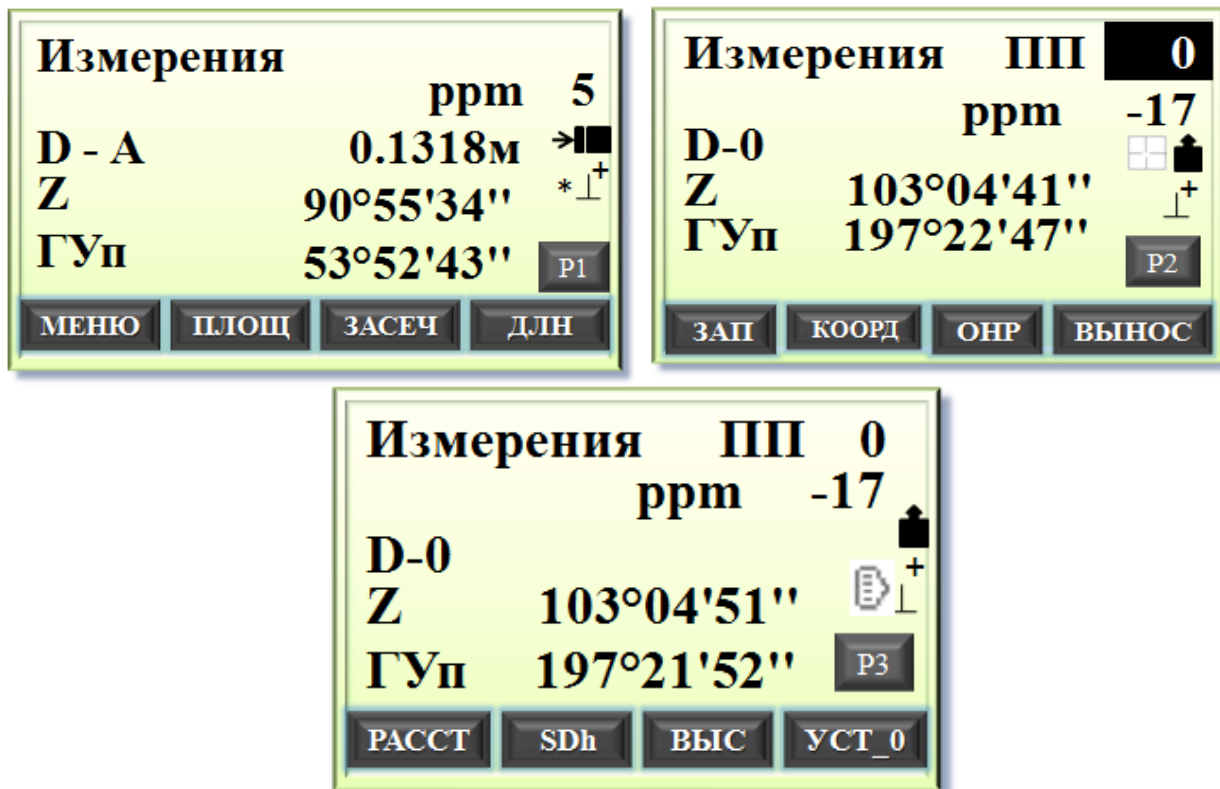 Измерения
ppm 5
D - A 0.1318м
Z 90°55'34''
ГУп 53°52'43'' P1
МЕНЮ ПЛОЩ ЗАСЕЧ ДЛН
Измерения ПП 0
ppm -17
D-0
Z 103°04'41''
ГУп 197°22'47''
P2
ЗАП КООРД ОНР ВЫНОС
Измерения ПП 0
ppm -17
D-0
Z 103°04'51''
ГУп 197°21'52'' P3
РАССТ SDh ВЫС УСТ_0